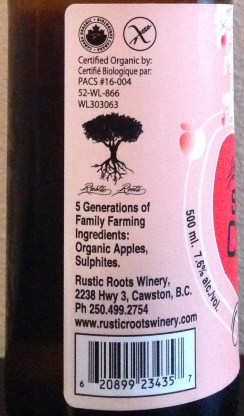 Certified Organic by:
Certifié Biologique par:
PACS #16-004
52-WL-866
WL303063
Rustic Roots
5 Generations of
Family Farming
Ingredients:
Organic Apples,
Sulphites.
Rustic Roots Winery,
2238 Hwy 3, Cawston, B.C.
Ph 250.499.2754
www.rusticrootswinery.com
6 20899 23435 7
500 ml. 7.6% alc./vol.